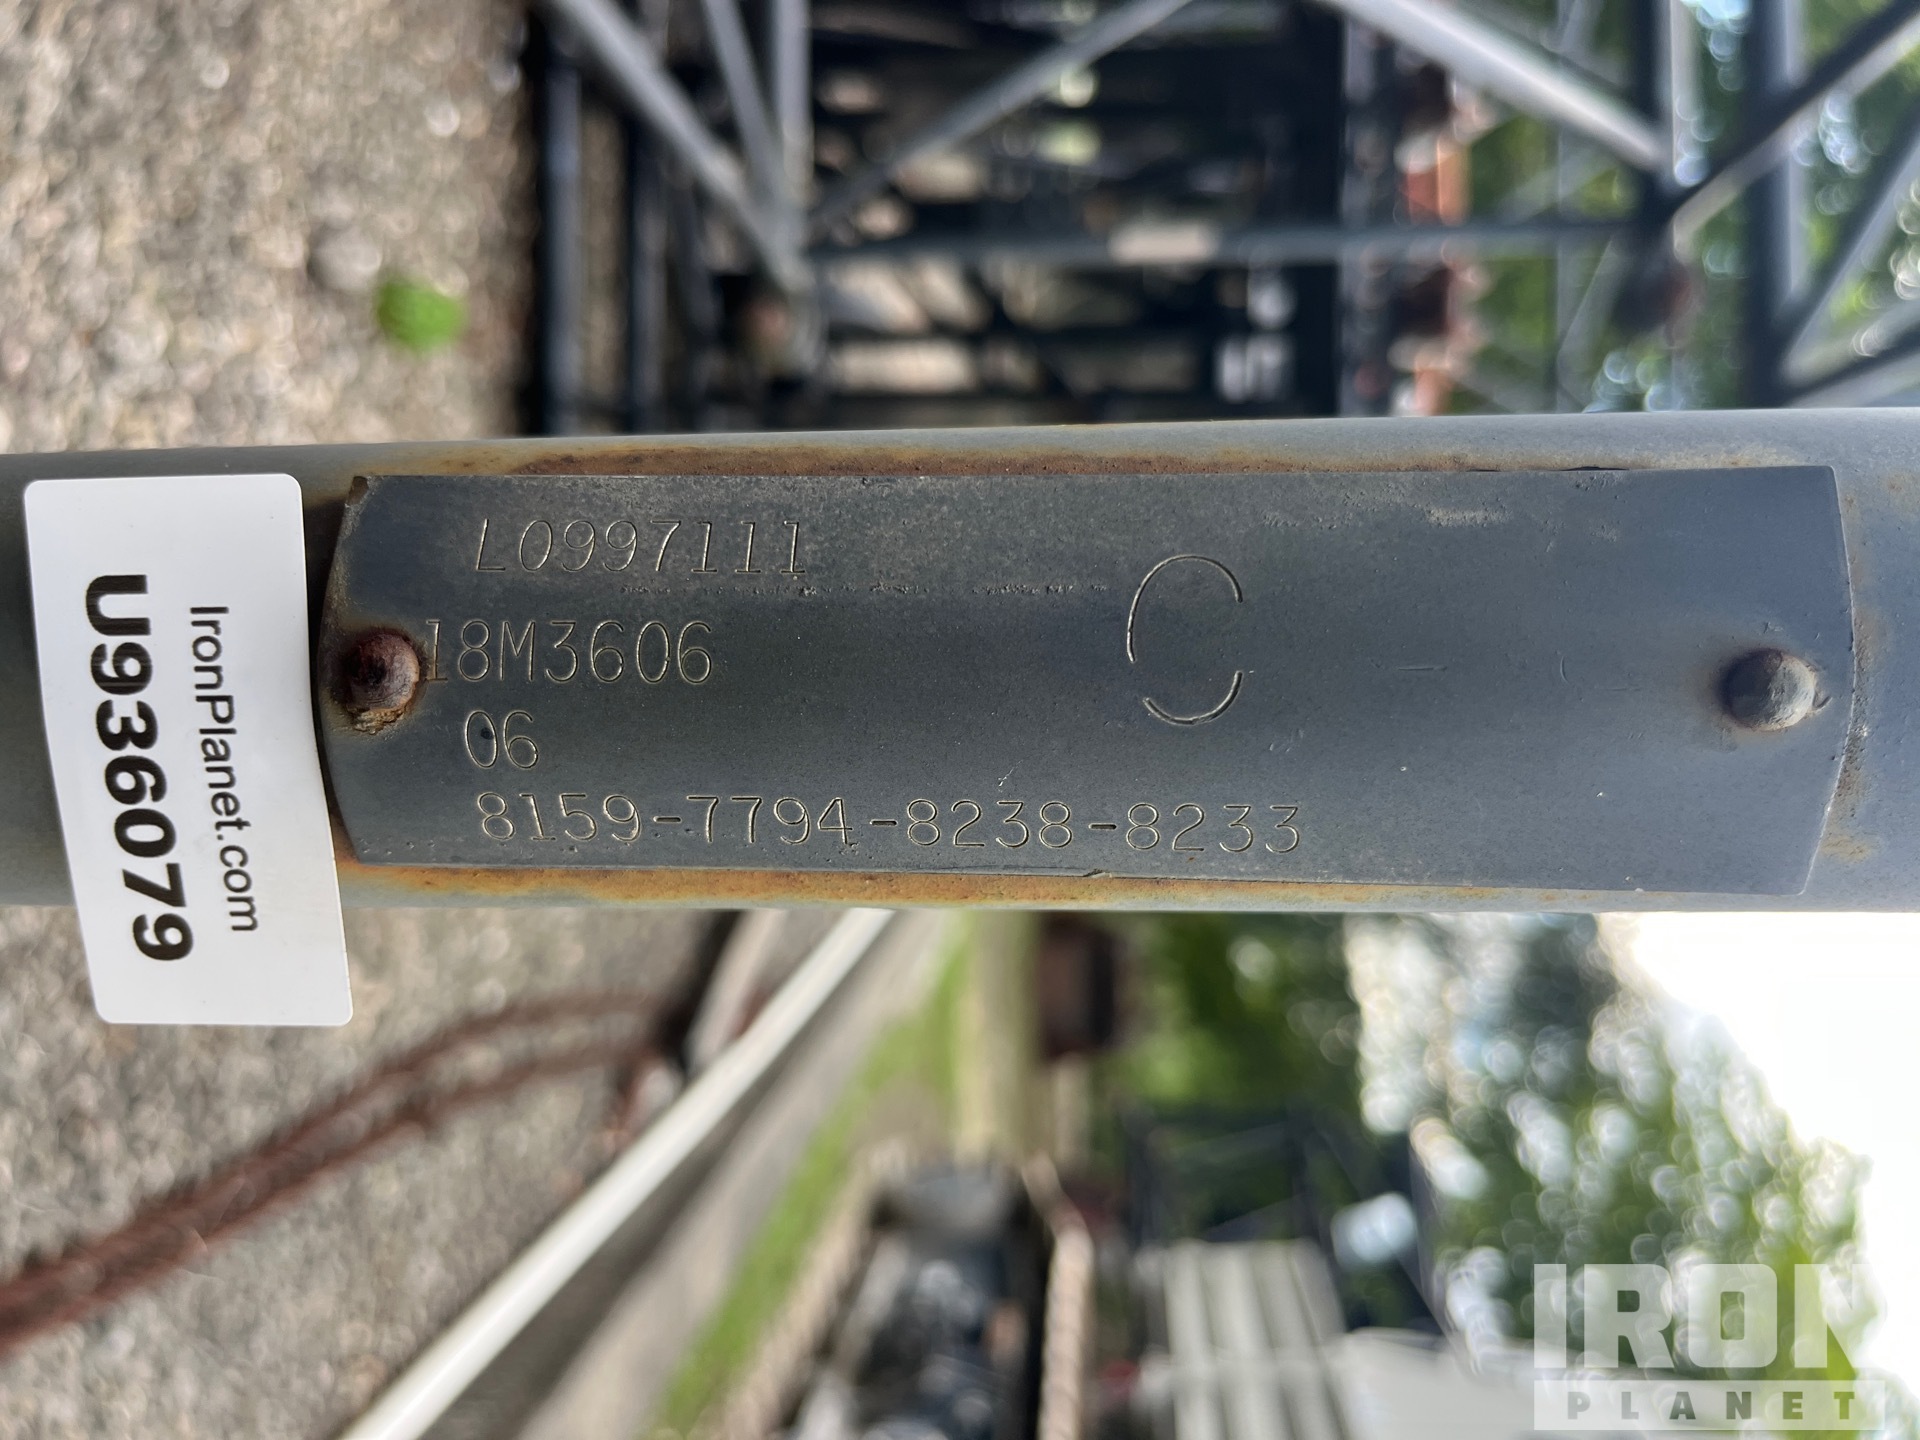 L0997111
18M3606
06
8159-7794-8238-8233
IronPlanet.com
U936079
IRON
PLANET